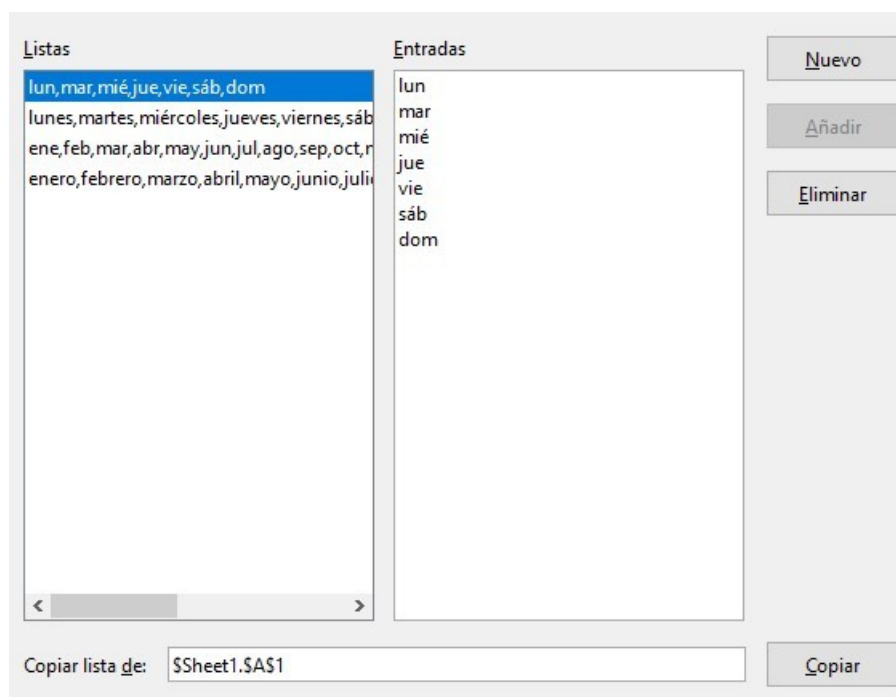 Listas
lun,mar,mié,jue,vie,sáb,dom
lunes,martes,miércoles,jueves,viernes,sáb
ene,feb,mar,abr,may,jun,jul,ago,sep,oct,
enero,febrero,marzo,abril,mayo,junio,julio
Entradas
lun
mar
mié
jue
vie
sáb
dom
Nuevo
Añadir
Eliminar
Copiar lista de:
$Sheet1.$A$1
Copiar